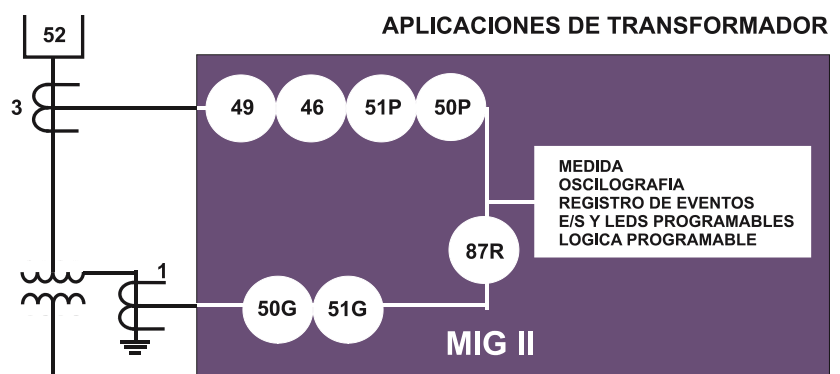 52
APLICACIONES DE TRANSFORMADOR
3
49
46
51P
50P
MEDIDA
OSCILOGRAFIA
REGISTRO DE EVENTOS
E/S Y LEDS PROGRAMABLES
LOGICA PROGRAMABLE
87R
1
50G
51G
MIG II